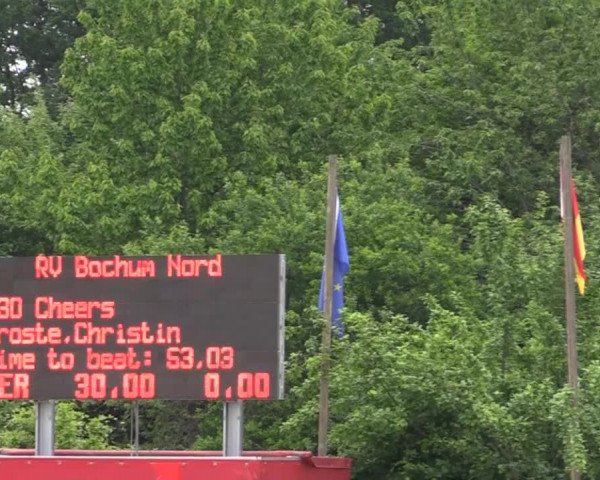 RV Bochum Nord
30 Cheers
roste,Christin
ime to beat: 53,03
ER 30.00 0.00